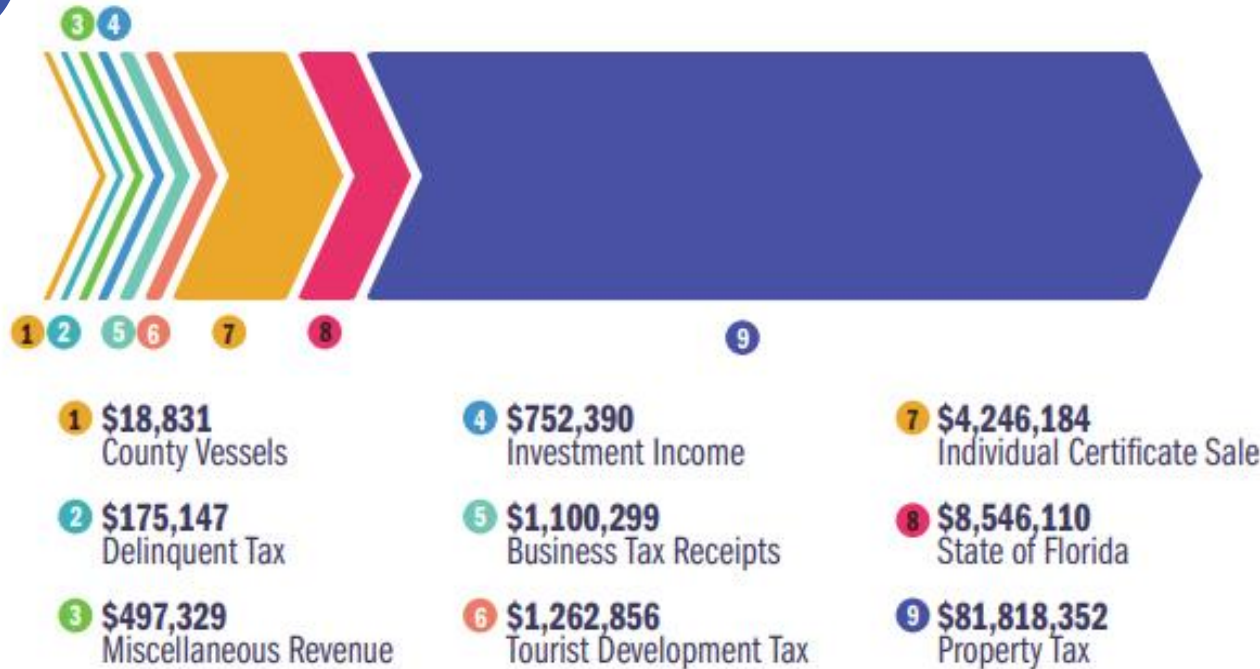 3 4
1 2 5 6 7 8 9
1 $18,831
County Vessels
2 $175,147
Delinquent Tax
3 $497,329
Miscellaneous Revenue
4 $752,390
Investment Income
5 $1,100,299
Business Tax Receipts
6 $1,262,856
Tourist Development Tax
7 $4,246,184
Individual Certificate Sale
8 $8,546,110
State of Florida
9 $81,818,352
Property Tax